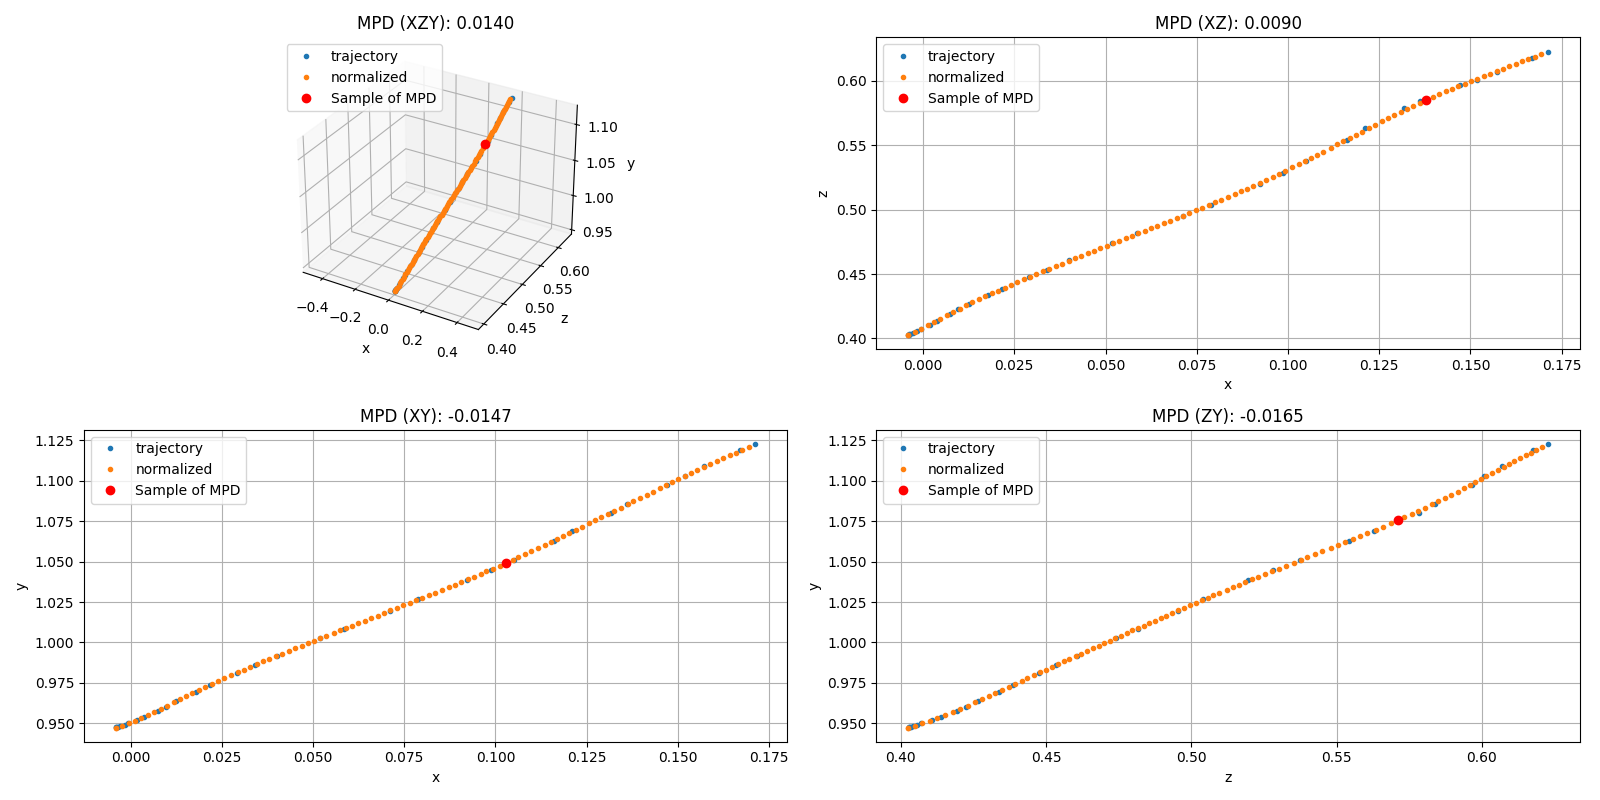 MPD (XZY): 0.0140
trajectory
normalized
Sample of MPD
1.10
1.05
1.00
0.95
y
0.60
0.55
0.50
0.45
0.40
z
−0.4
−0.2
0.0
0.2
0.4
x
MPD (XZ): 0.0090
trajectory
normalized
Sample of MPD
0.60
0.55
0.50
0.45
0.40
z
0.000 0.025 0.050 0.075 0.100 0.125 0.150 0.175
x
MPD (XY): -0.0147
trajectory
normalized
Sample of MPD
1.125
1.100
1.075
1.050
1.025
1.000
0.975
0.950
y
0.000 0.025 0.050 0.075 0.100 0.125 0.150 0.175
x
MPD (ZY): -0.0165
trajectory
normalized
Sample of MPD
1.125
1.100
1.075
1.050
1.025
1.000
0.975
0.950
y
0.40 0.45 0.50 0.55 0.60
z